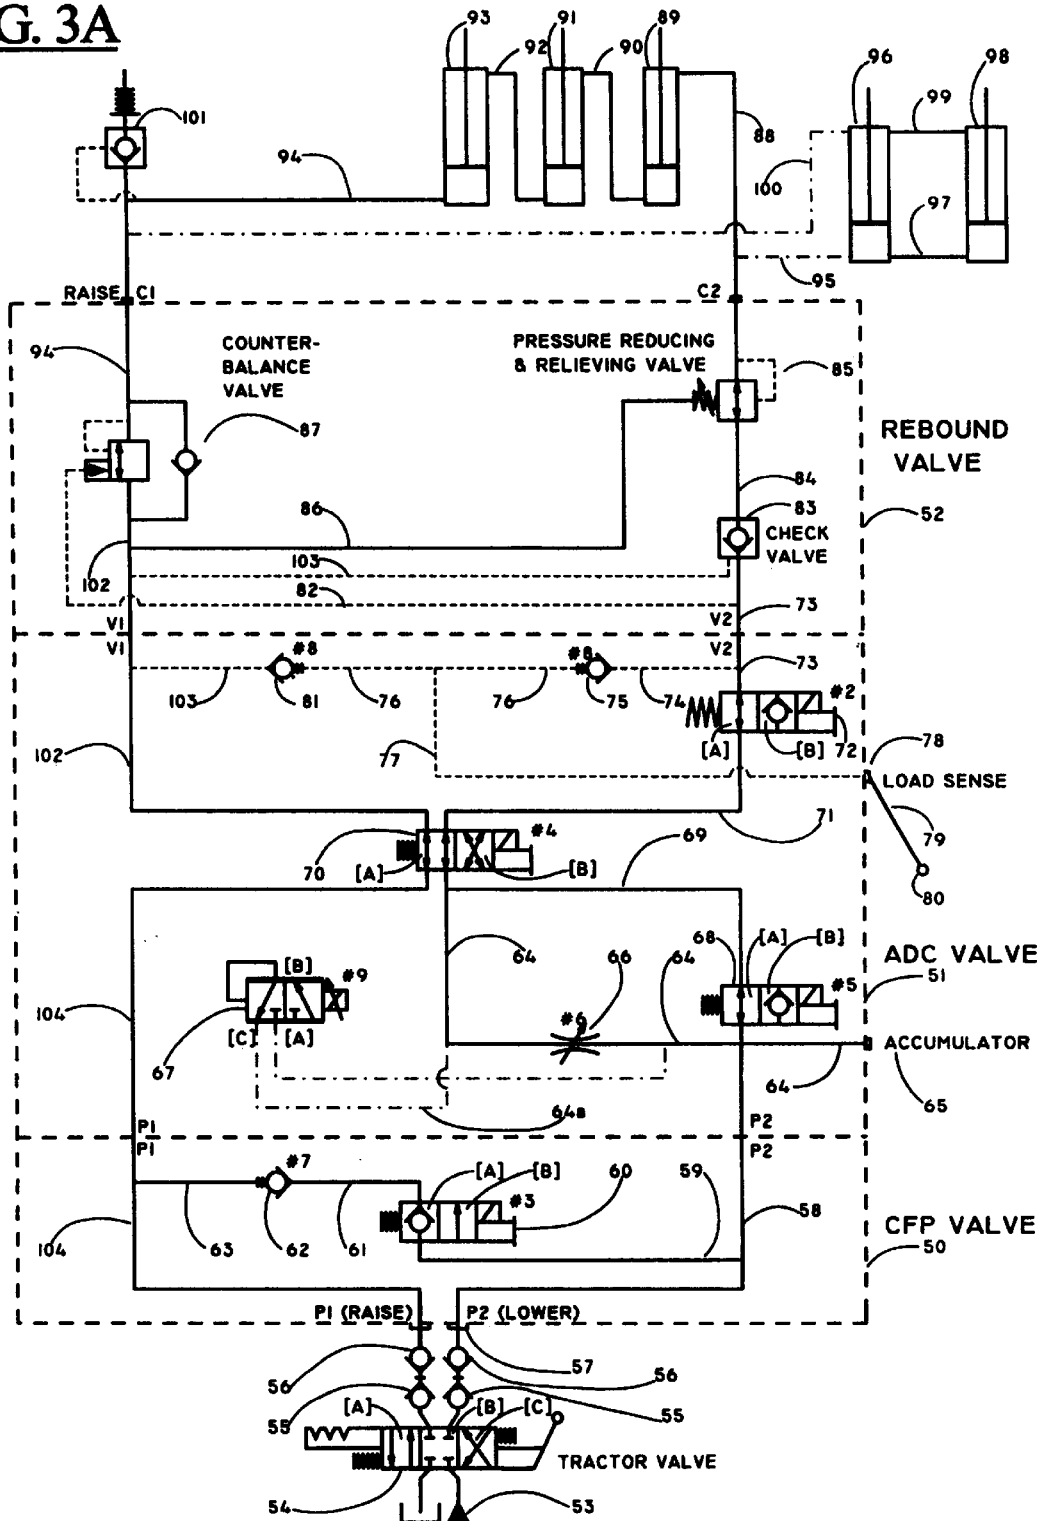 G. 3A
93
91
89
92
90
96
98
99
101
88
94
100
97
95
RAISE C1
C2
COUNTER-
BALANCE
VALVE
PRESSURE REDUCING
& RELIEVING VALVE
94
85
87
REBOUND
VALVE
84
86
83
52
CHECK
VALVE
103
102
82
73
V1
V2
V1
V2
#8
#8
73
103
81
76
76
75
74
#2
[A]
[B]
72
102
77
78
LOAD SENSE
71
79
#4
69
70
[A]
[B]
80
68
[A]
[B]
64
66
64
ADC VALVE
[B]
#9
#5
51
104
#6
[C]
[A]
ACCUMULATOR
67
64
65
64a
P1
P2
P1
P2
#7
[A]
[B]
60
59
#3
58
CFP VALVE
104
63
62
61
50
P1 (RAISE)
P2 (LOWER)
57
56
56
[A]
[B]
[C]
55
55
TRACTOR VALVE
54
53